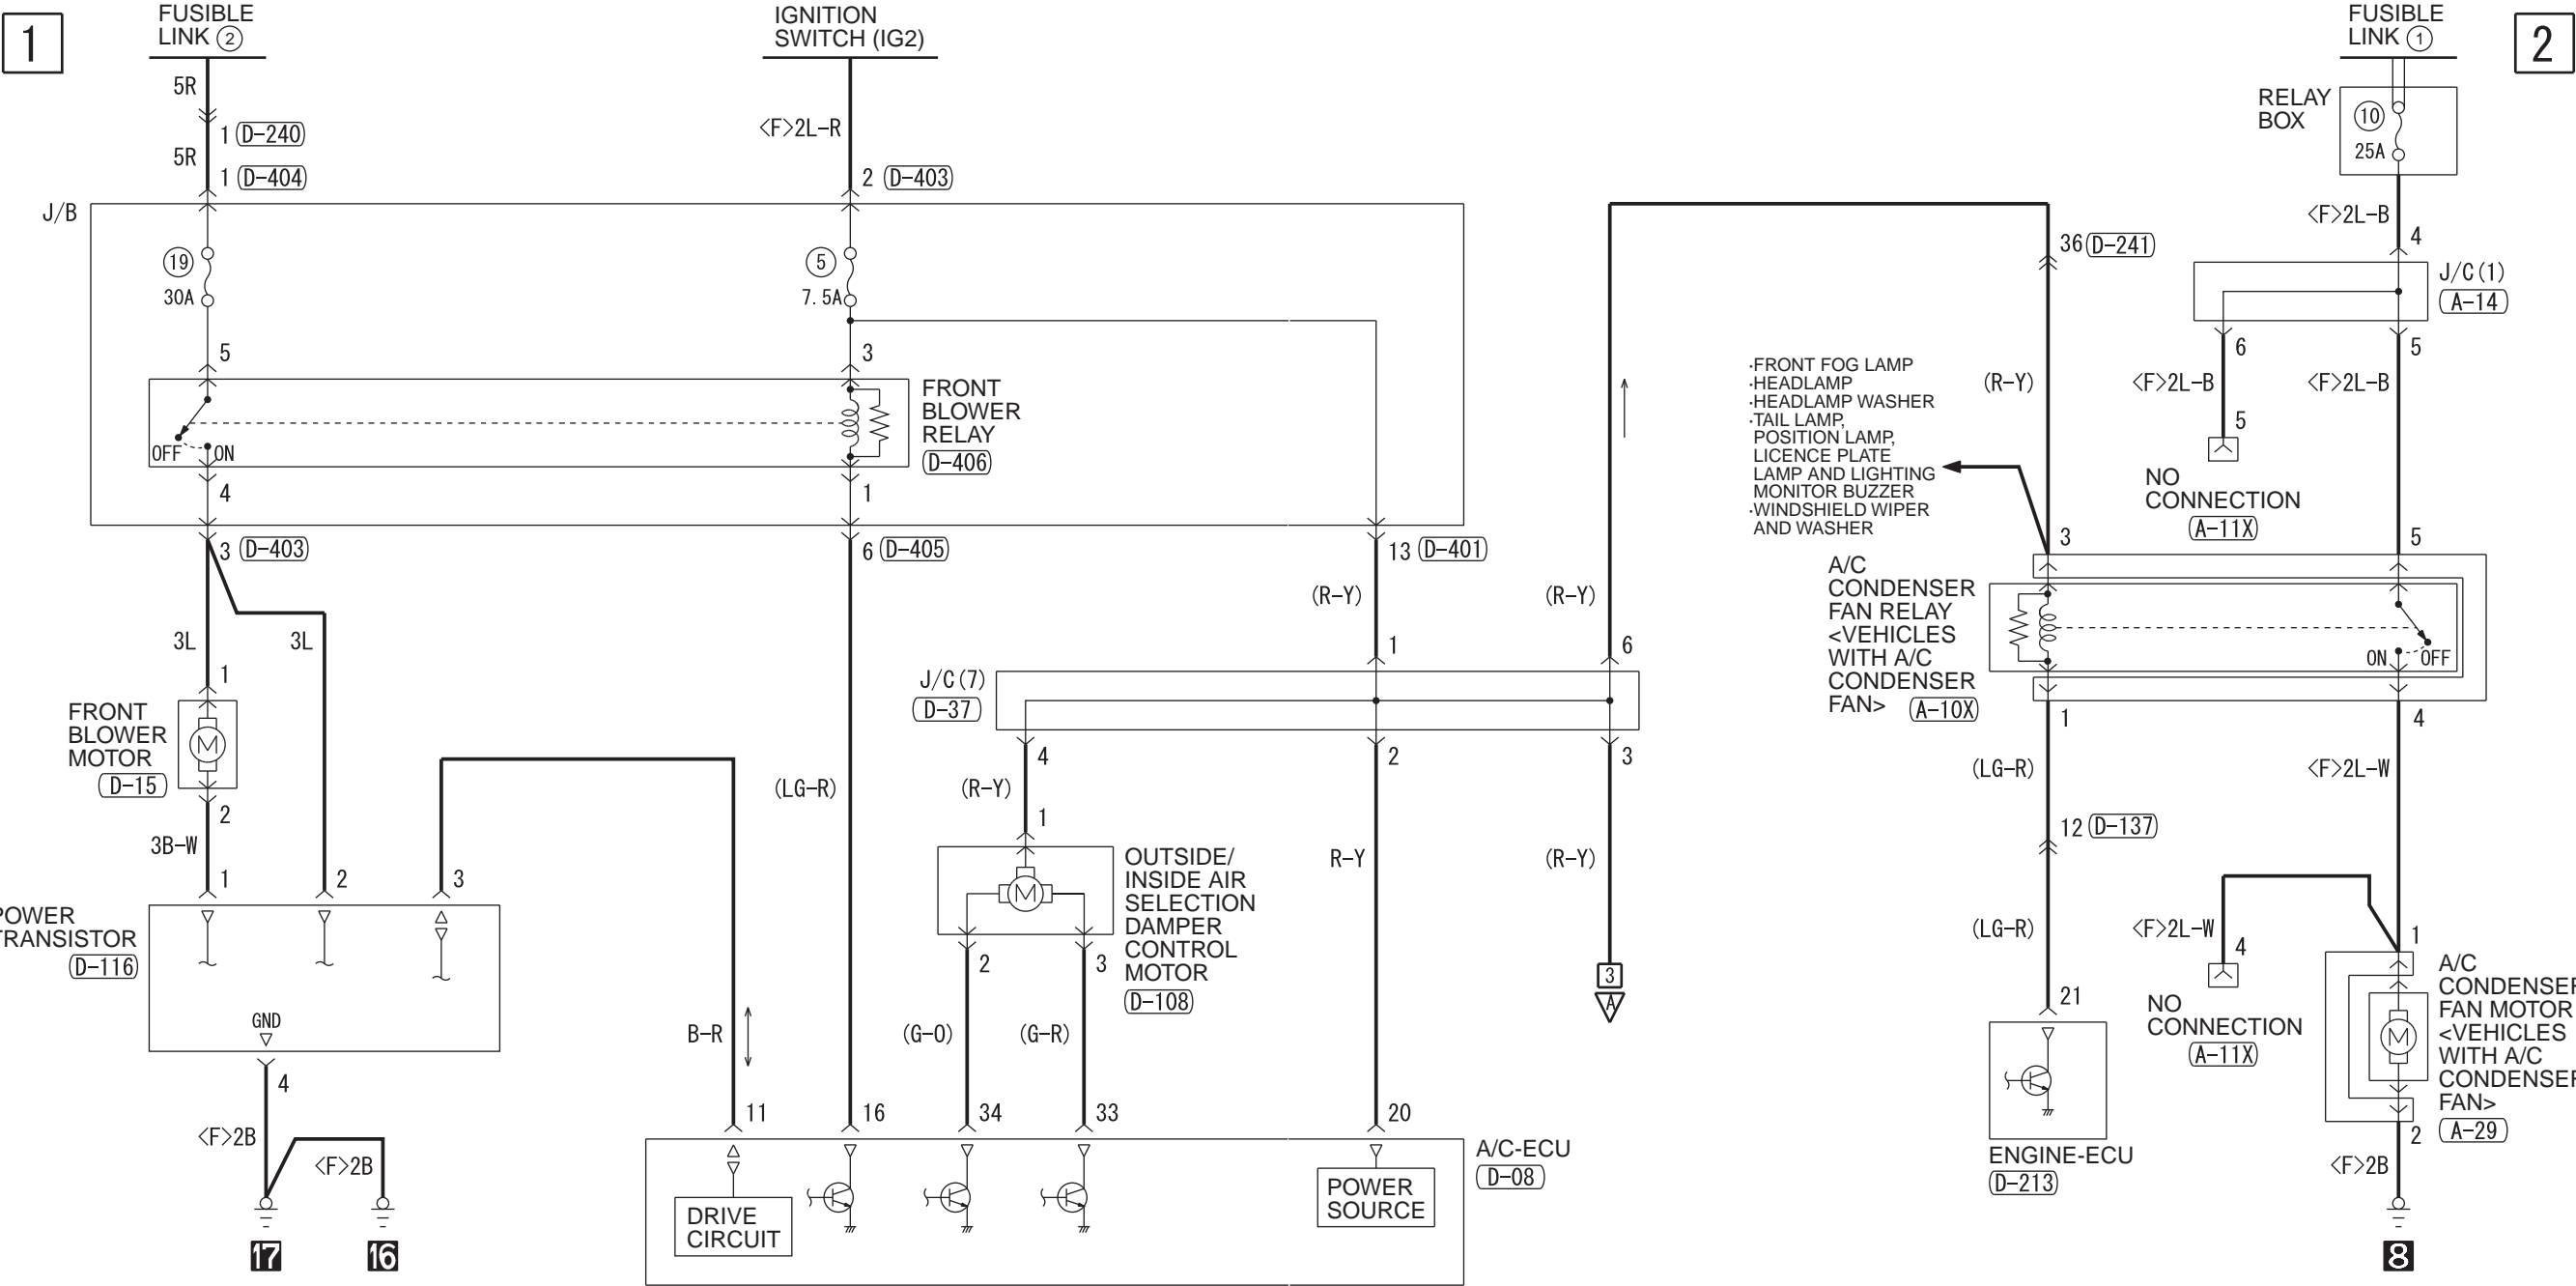 1
FUSIBLE
LINK ②
5R
1 (D-240)
5R
1 (D-404)
IGNITION
SWITCH (IG2)
<F>2L-R
2 (D-403)
J/B
19
30A
5
7.5A
5
3
OFF
ON
FRONT
BLOWER
RELAY
(D-406)
4
1
3 (D-403)
6 (D-405)
13 (D-401)
3L
3L
1
FRONT
BLOWER
MOTOR
(D-15)
M
2
3B-W
1
2
3
POWER
TRANSISTOR
(D-116)
GND
4
<F>2B
<F>2B
17
16
B-R
(LG-R)
(R-Y)
(R-Y)
1
6
J/C(7)
(D-37)
4
2
3
(R-Y)
1
M
OUTSIDE/
INSIDE AIR
SELECTION
DAMPER
CONTROL
MOTOR
(D-108)
2
3
(G-O)
(G-R)
R-Y
(R-Y)
3
A
11
16
34
33
20
A/C-ECU
(D-08)
DRIVE
CIRCUIT
POWER
SOURCE
2
FUSIBLE
LINK ①
RELAY
BOX
10
25A
<F>2L-B
4
J/C(1)
(A-14)
6
5
<F>2L-B
<F>2L-B
5
NO
CONNECTION
(A-11X)
36 (D-241)
(R-Y)
·FRONT FOG LAMP
·HEADLAMP
·HEADLAMP WASHER
·TAIL LAMP,
POSITION LAMP,
LICENCE PLATE
LAMP AND LIGHTING
MONITOR BUZZER
·WINDSHIELD WIPER
AND WASHER
3
5
A/C
CONDENSER
FAN RELAY
<VEHICLES
WITH A/C
CONDENSER
FAN> (A-10X)
ON
OFF
1
4
(LG-R)
<F>2L-W
12 (D-137)
(LG-R)
<F>2L-W
4
1
NO
CONNECTION
(A-11X)
21
ENGINE-ECU
(D-213)
M
A/C
CONDENSER
FAN MOTOR
<VEHICLES
WITH A/C
CONDENSER
FAN>
(A-29)
2
<F>2B
8